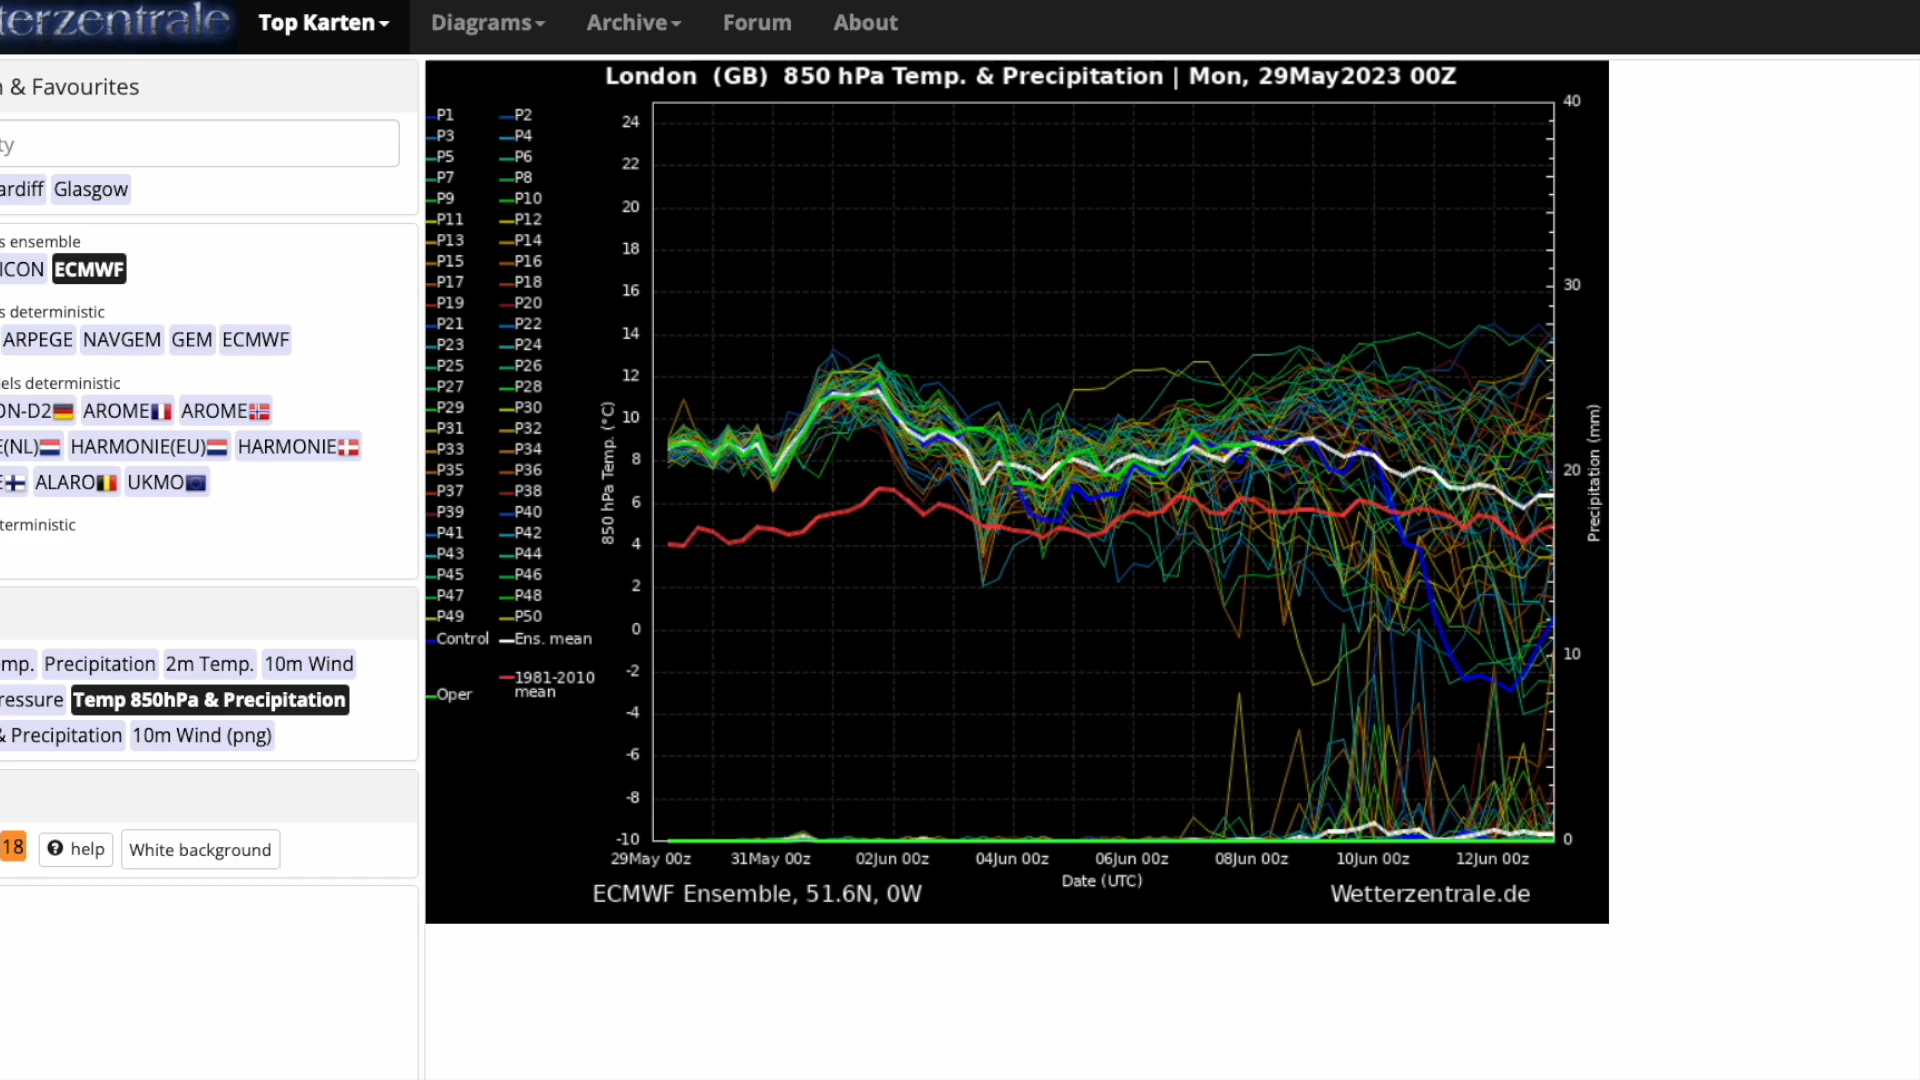 terzentrale Top Karten Diagrams Archive Forum About
& Favourites
ty
ardiff Glasgow
s ensemble
ICON ECMWF
s deterministic
ARPEGE NAVGEM GEM ECMWF
els deterministic
ON-D2 AROME AROME
E(NL) HARMONIE(EU) HARMONIE
E ALARO UKMO
terministic
mp. Precipitation 2m Temp. 10m Wind
ressure Temp 850hPa & Precipitation
& Precipitation 10m Wind (png)
18 help White background
London (GB) 850 hPa Temp. & Precipitation | Mon, 29May2023 00Z
P1 P2
P3 P4
P5 P6
P7 P8
P9 P10
P11 P12
P13 P14
P15 P16
P17 P18
P19 P20
P21 P22
P23 P24
P25 P26
P27 P28
P29 P30
P31 P32
P33 P34
P35 P36
P37 P38
P39 P40
P41 P42
P43 P44
P45 P46
P47 P48
P49 P50
Control Ens. mean
1981-2010
mean
Oper
850 hPa Temp. (°C)
24
22
20
18
16
14
12
10
8
6
4
2
0
-2
-4
-6
-8
-10
40
30
20
10
0
Precipitation (mm)
29May 00z 31May 00z 02Jun 00z 04Jun 00z 06Jun 00z 08Jun 00z 10Jun 00z 12Jun 00z
Date (UTC)
ECMWF Ensemble, 51.6N, 0W Wetterzentrale.de